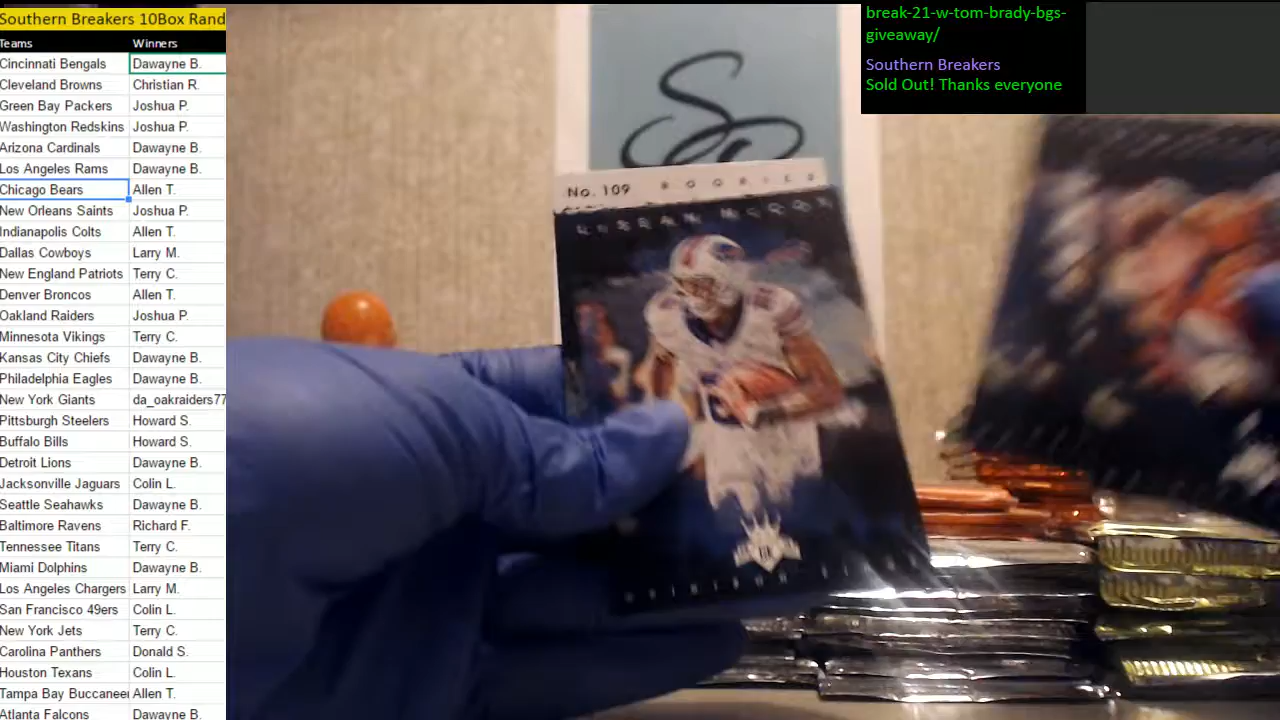 Southern Breakers 10Box Rand
Teams Winners
Cincinnati Bengals Dawayne B.
Cleveland Browns Christian R.
Green Bay Packers Joshua P.
Washington Redskins Joshua P.
Arizona Cardinals Dawayne B.
Los Angeles Rams Dawayne B.
Chicago Bears Allen T.
New Orleans Saints Joshua P.
Indianapolis Colts Allen T.
Dallas Cowboys Larry M.
New England Patriots Terry C.
Denver Broncos Allen T.
Oakland Raiders Joshua P.
Minnesota Vikings Terry C.
Kansas City Chiefs Dawayne B.
Philadelphia Eagles Dawayne B.
New York Giants da_oakraiders77
Pittsburgh Steelers Howard S.
Buffalo Bills Howard S.
Detroit Lions Dawayne B.
Jacksonville Jaguars Colin L.
Seattle Seahawks Dawayne B.
Baltimore Ravens Richard F.
Tennessee Titans Terry C.
Miami Dolphins Dawayne B.
Los Angeles Chargers Larry M.
San Francisco 49ers Colin L.
New York Jets Terry C.
Carolina Panthers Donald S.
Houston Texans Colin L.
Tampa Bay Buccaneer Allen T.
Atlanta Falcons Dawayne B.
break-21-w-tom-brady-bgs-
giveaway/
Southern Breakers
Sold Out! Thanks everyone
No. 109 ROOKIES
LESEAN MCCOY